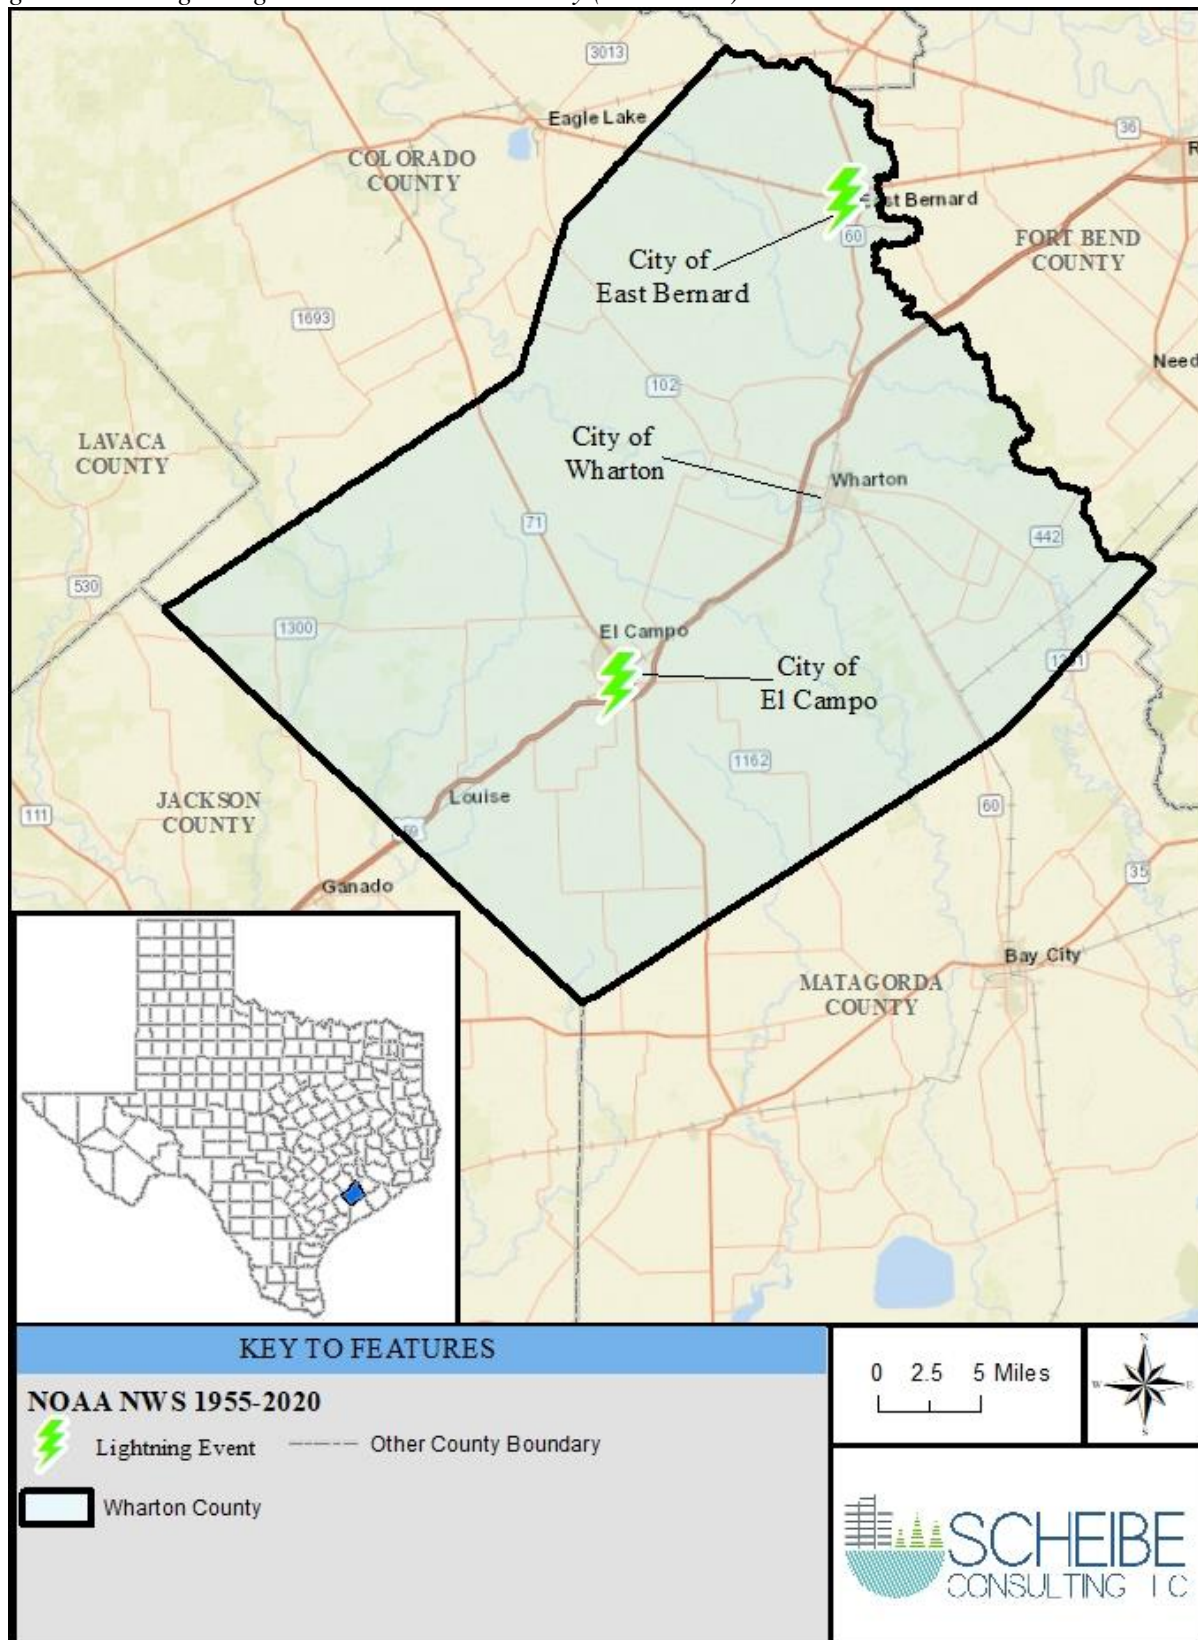 3013
Eagle Lake
36
COLORADO
COUNTY
East Bernard
60
FORT BEND
COUNTY
City of
East Bernard
1693
Need
102
LAVACA
COUNTY
City of
Wharton
Wharton
71
442
530
1300
El Campo
City of
El Campo
1162
JACKSON
COUNTY
Louise
111
60
59
35
Ganado
Bay City
MATAGORDA
COUNTY
KEY TO FEATURES
NOAA NWS 1955-2020
Lightning Event
Other County Boundary
Wharton County
0 2.5 5 Miles
N
W
E
S
SCHEIBE
CONSULTING